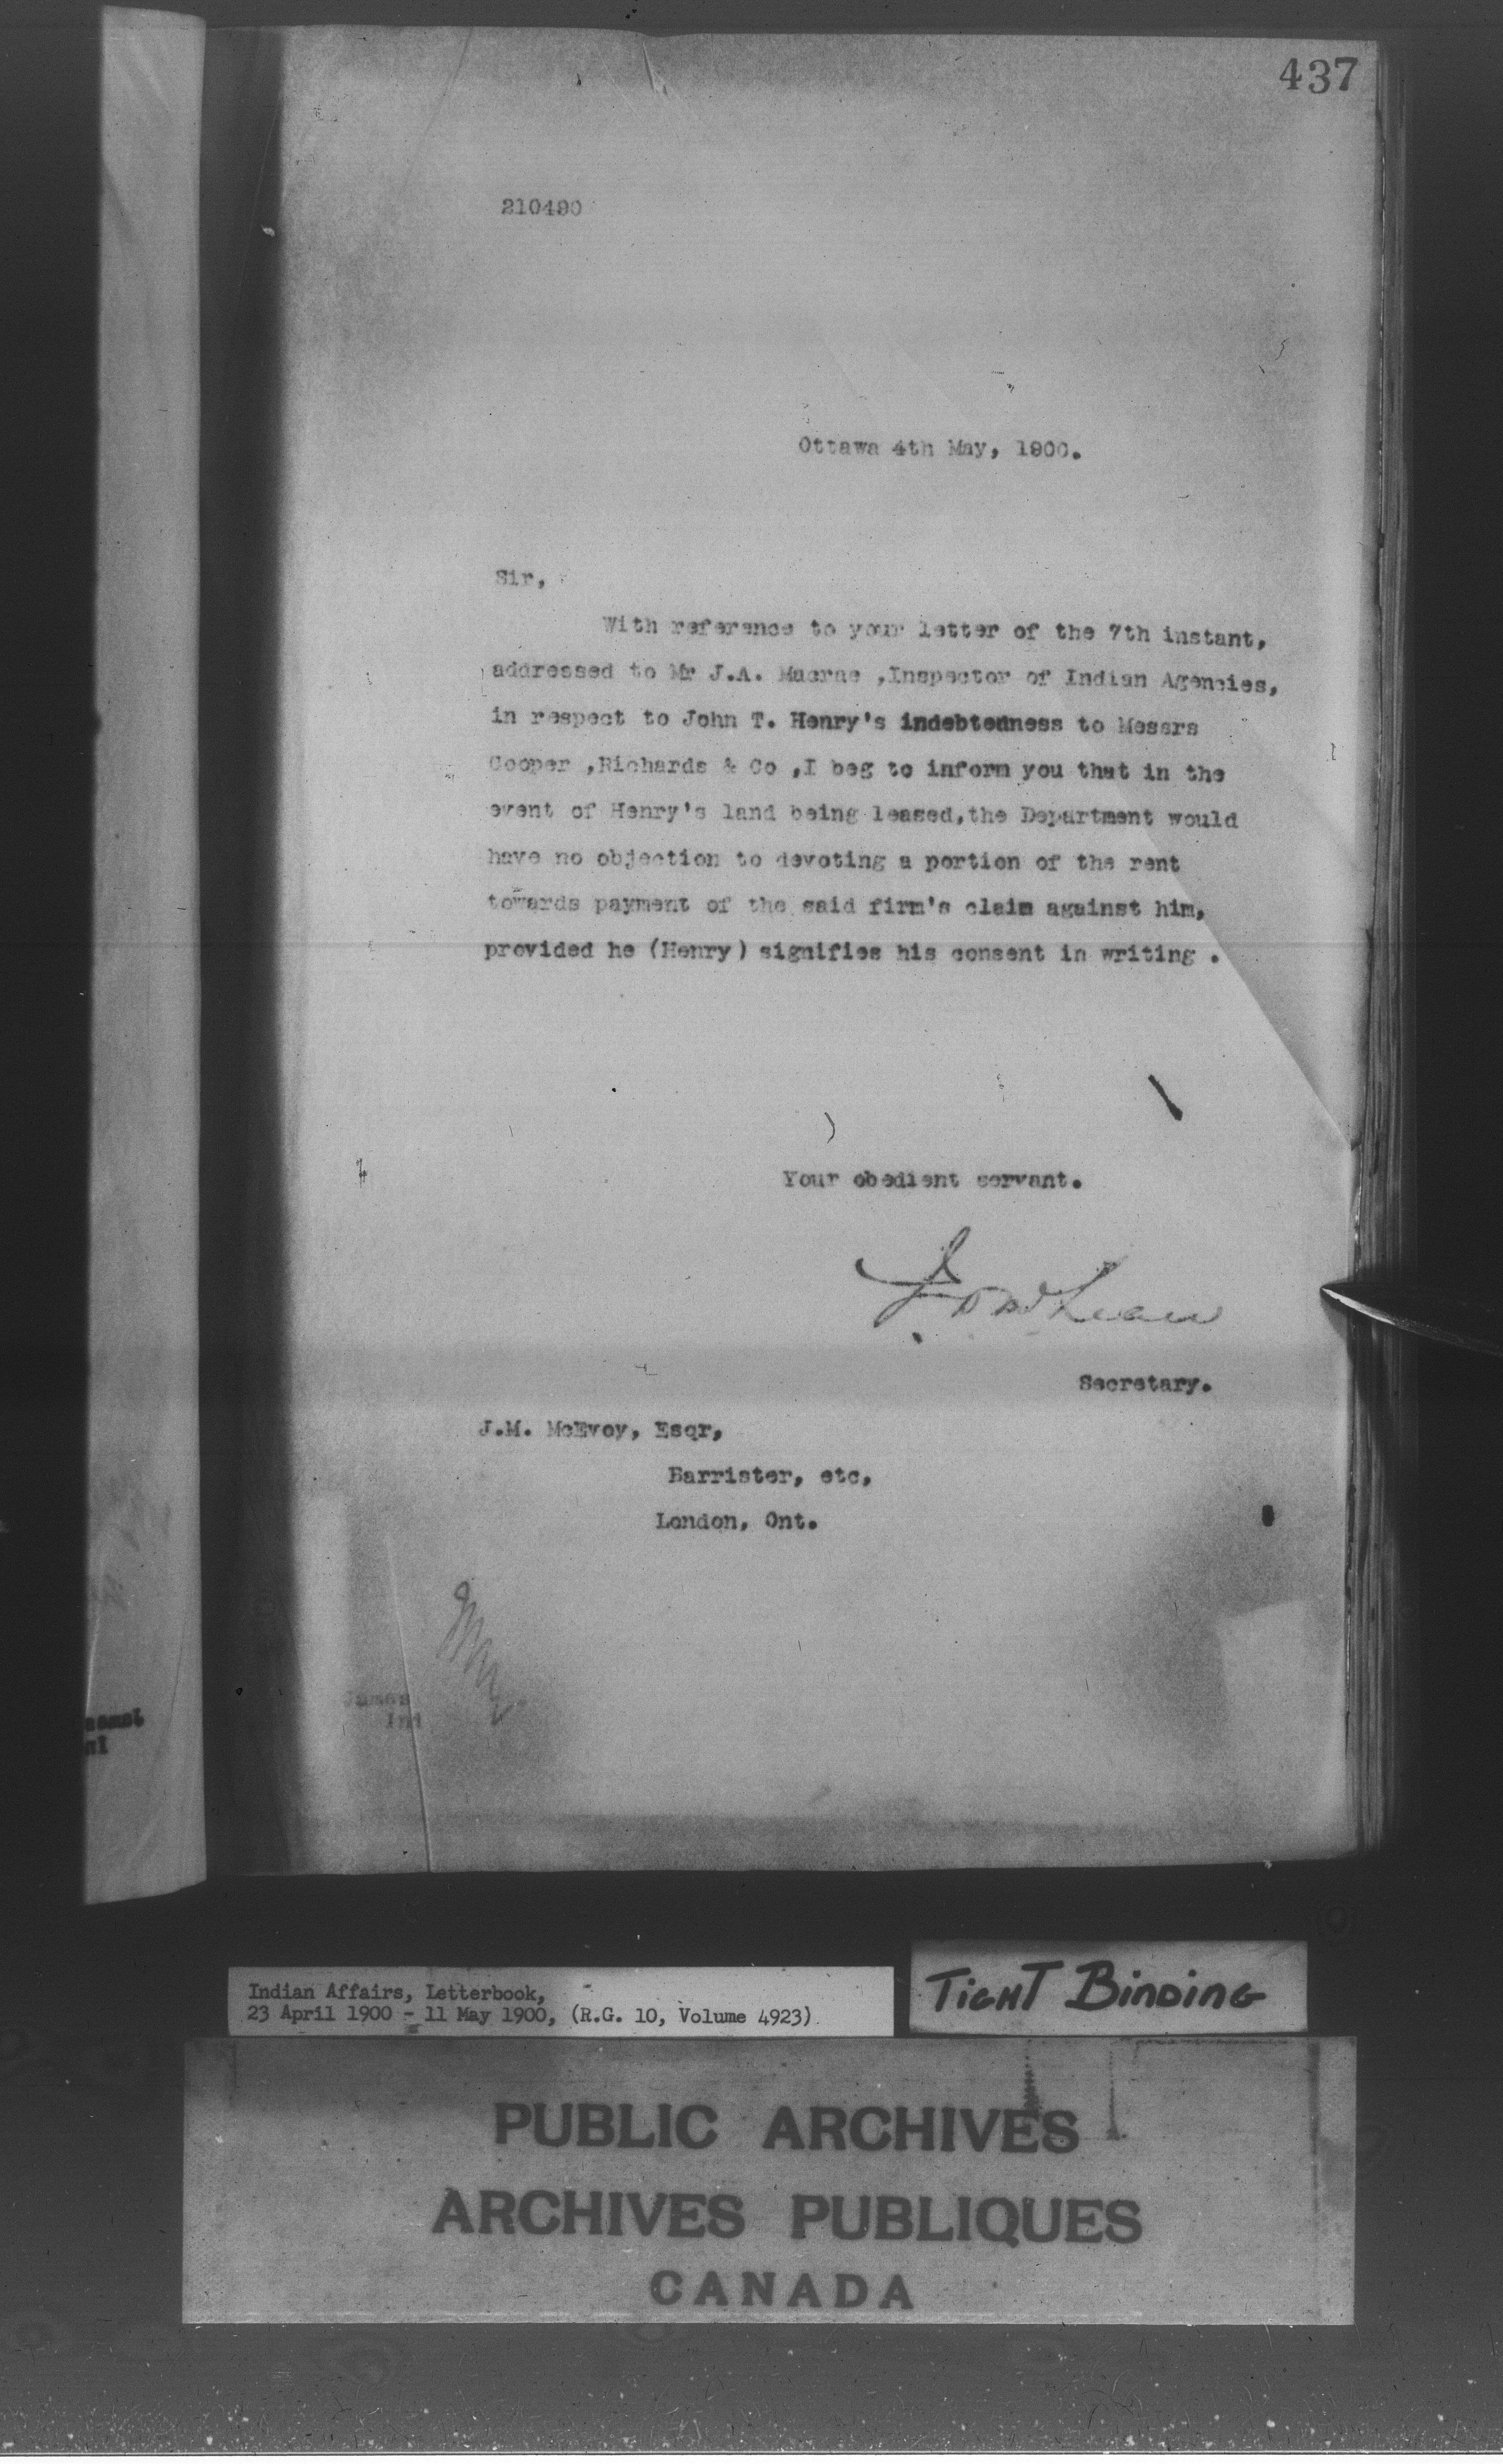 437
210490
Ottawa 4th May, 1900.
Sir,
With reference to your letter of the 7th instant,
addressed to Mr J.A. Macrae ,Inspector of Indian Agencies,
in respect to John T. Henry's indebtedness to Messrs
Cooper ,Richards & Co ,I beg to inform you that in the
event of Henry's land being leased,the Department would
have no objection to devoting a portion of the rent
towards payment of the said firm's claim against him,
provided he (Henry) signifies his consent in writing .
Your obedient servant.
J D McLean
Secretary.
J.M. McEvoy, Esqr,
Barrister, etc,
London, Ont.
James
Ind
Indian Affairs, Letterbook,
23 April 1900 - 11 May 1900, (R.G. 10, Volume 4923)
TIGHT BINDING
PUBLIC ARCHIVES
ARCHIVES PUBLIQUES
CANADA